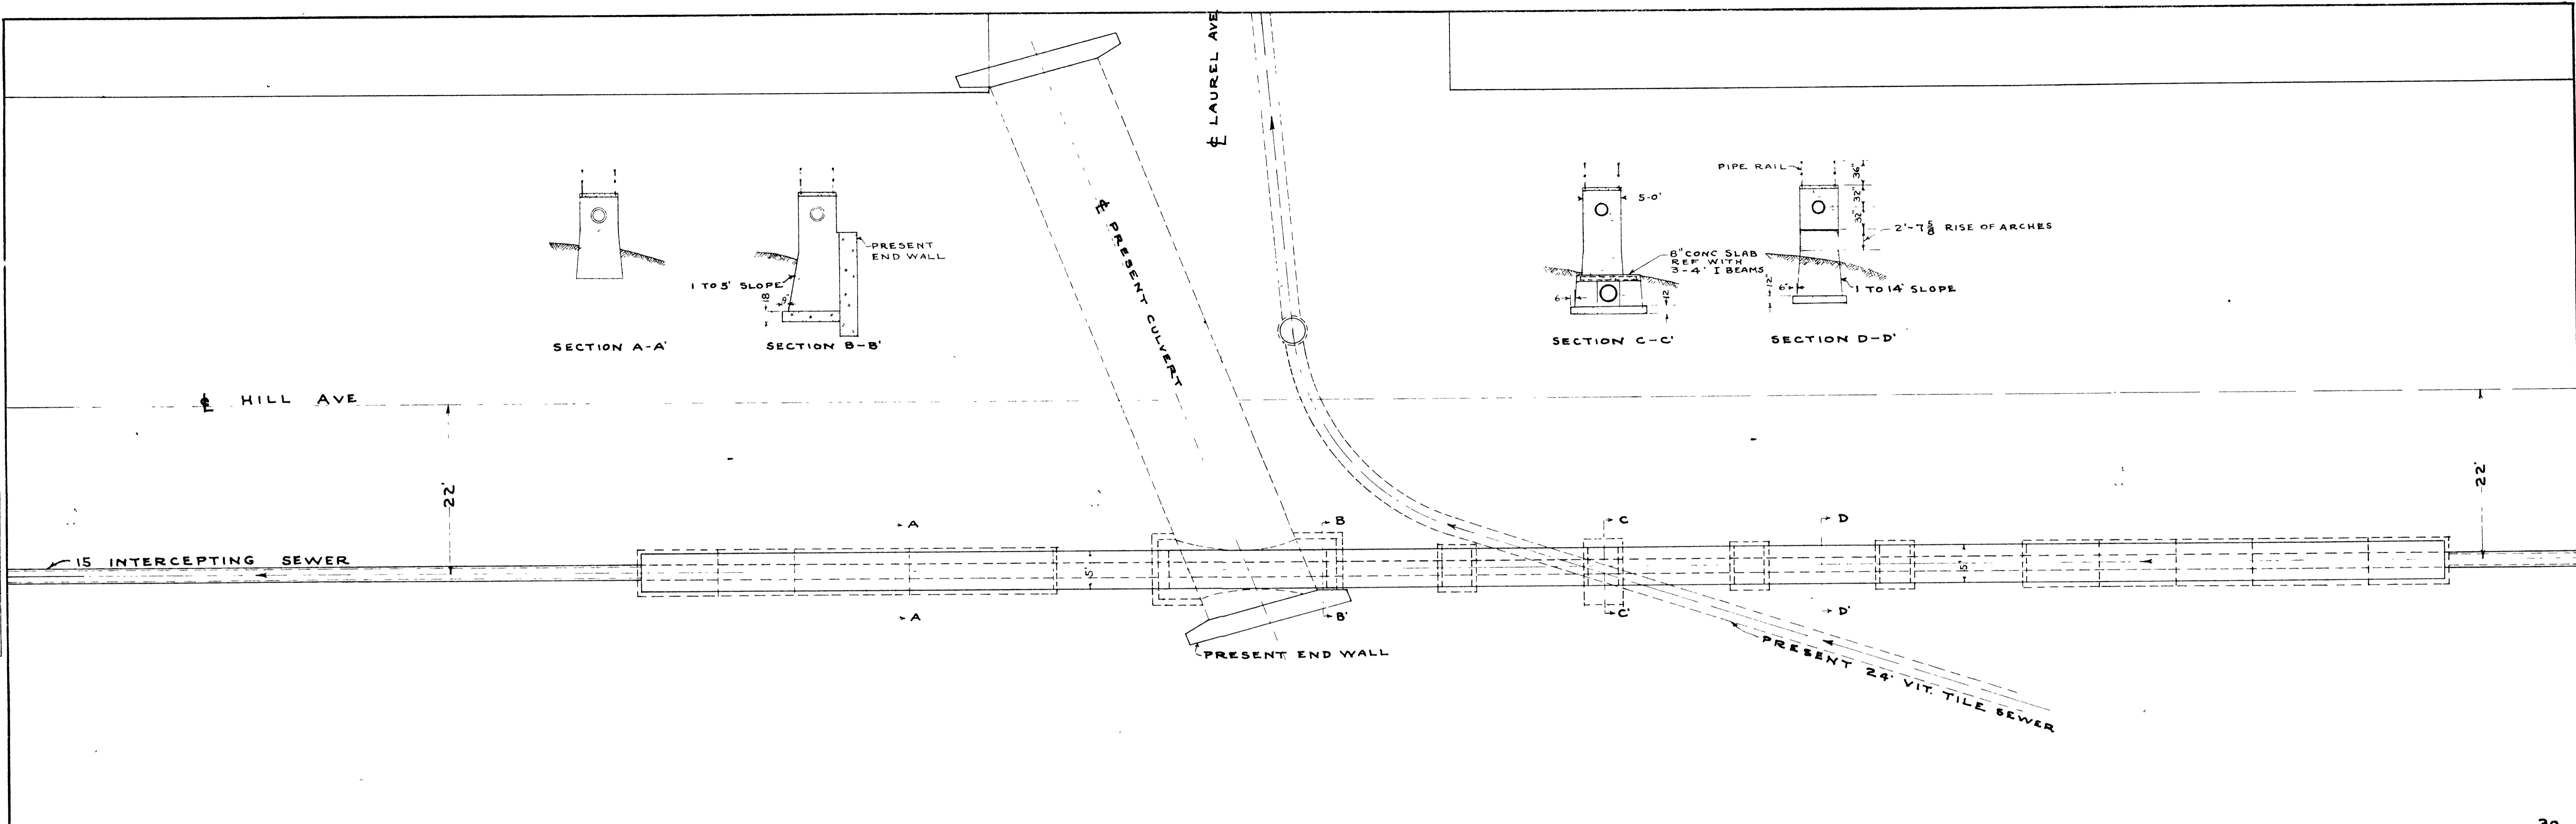 ℄ LAUREL AVE
℄ PRESENT CULVERT
PRESENT
END WALL
1 TO 5' SLOPE
18
9"
SECTION A-A'
SECTION B-B'
5-0'
8" CONC SLAB
REF WITH
3-4' I BEAMS
6
12
SECTION C-C'
PIPE RAIL
36"
32"
32"
2'-7 5/8 RISE OF ARCHES
12"
6"
1 TO 14' SLOPE
SECTION D-D'
℄ HILL AVE
22'
22'
A
B
C
D
15 INTERCEPTING SEWER
5'
5'
A
B'
C'
D'
PRESENT END WALL
PRESENT 24' VIT. TILE SEWER